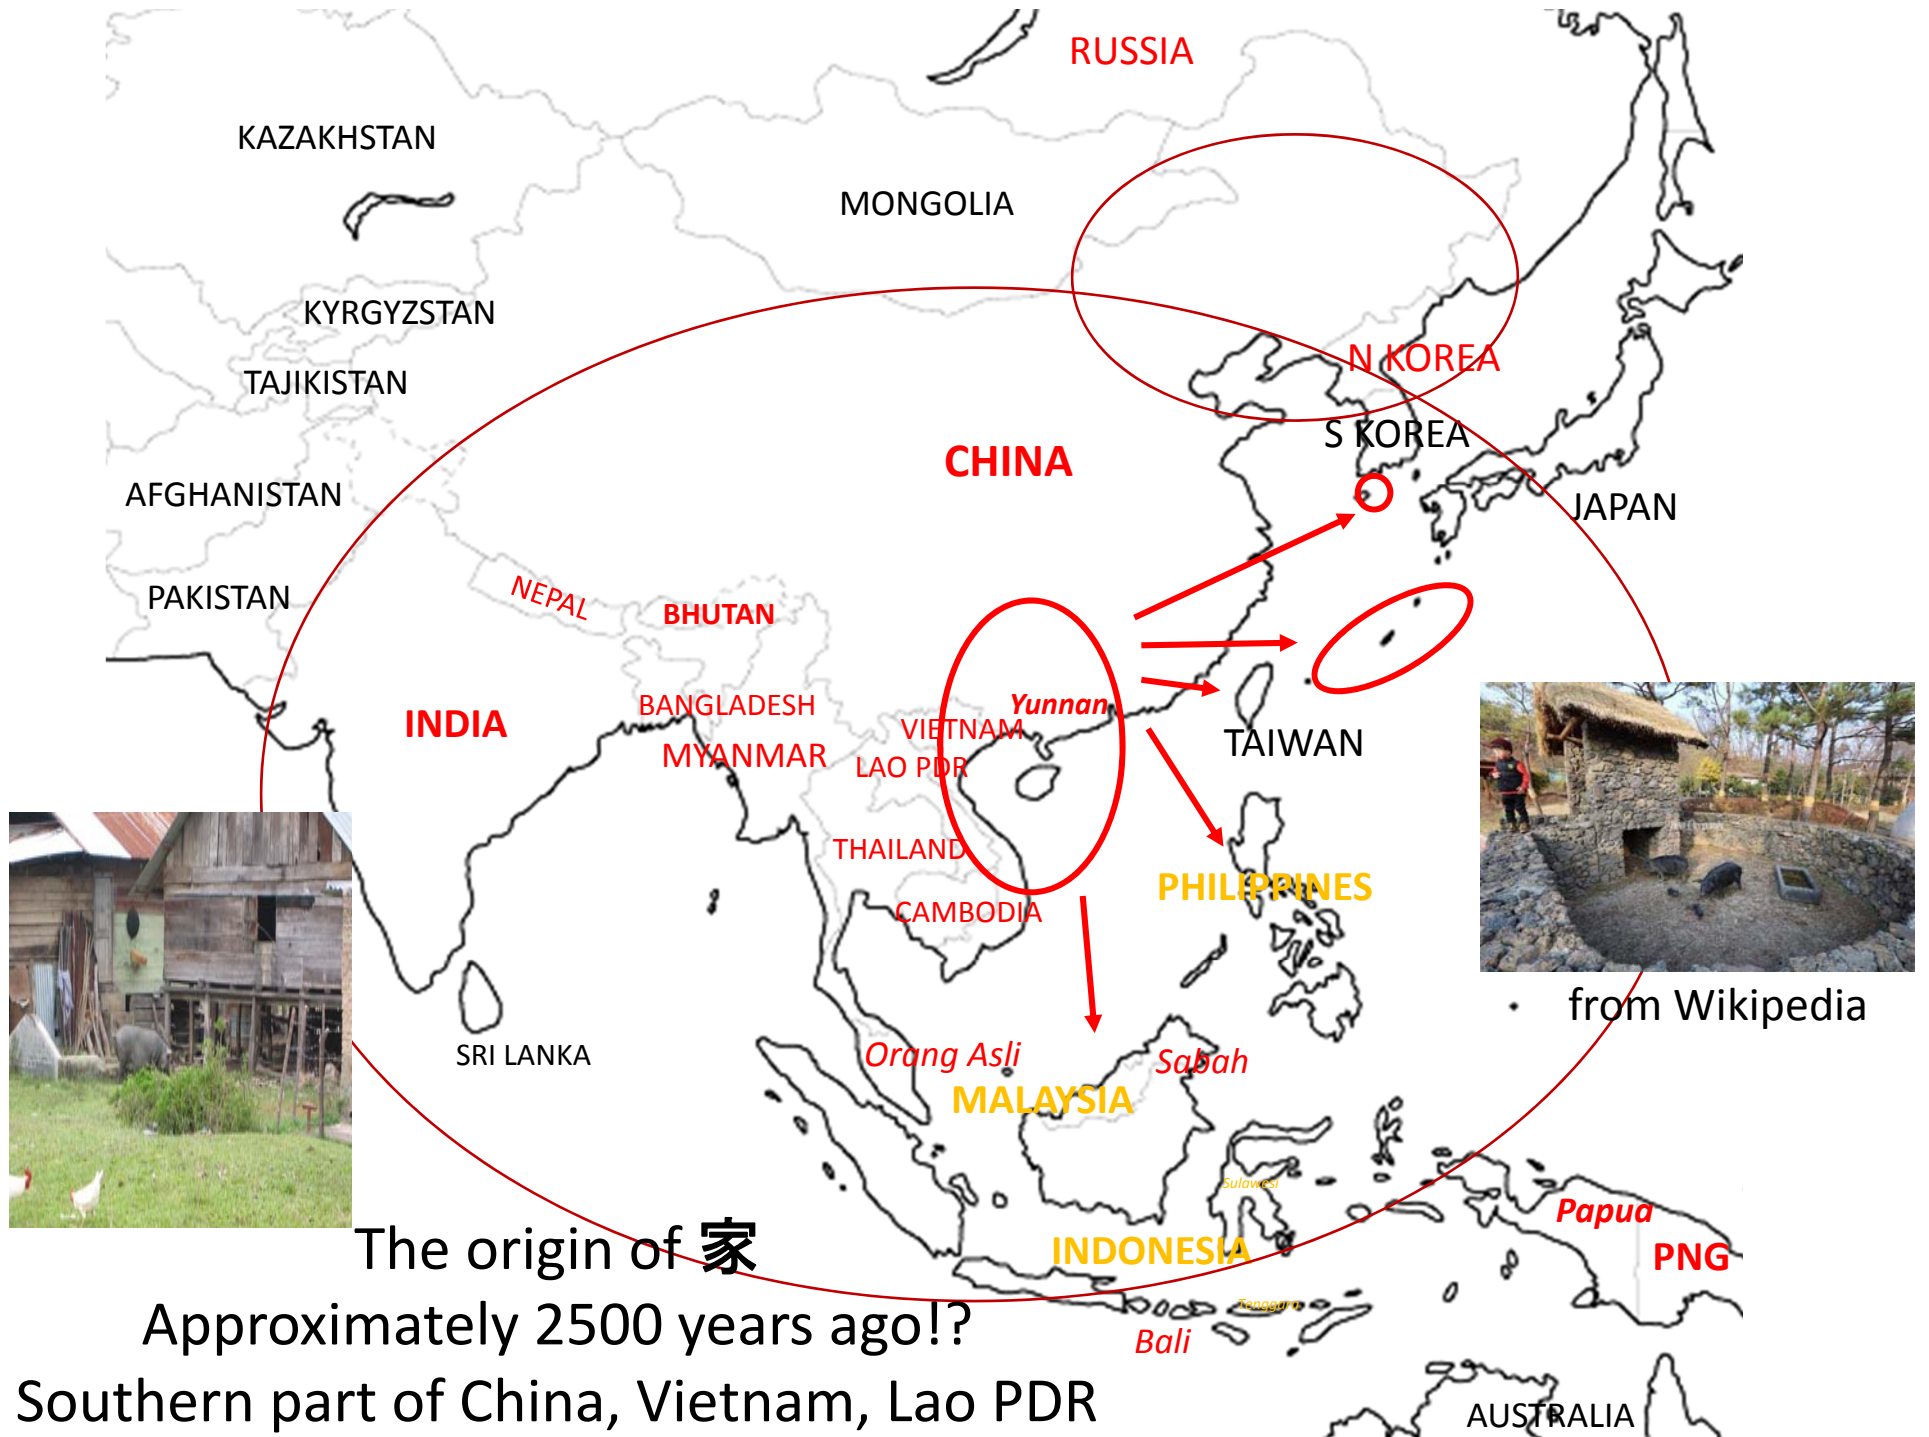 RUSSIA
KAZAKHSTAN
MONGOLIA
KYRGYZSTAN
N KOREA
TAJIKISTAN
S KOREA
CHINA
AFGHANISTAN
JAPAN
PAKISTAN
NEPAL
BHUTAN
BANGLADESH
Yunnan
INDIA
VIETNAM
MYANMAR
LAO PDR
TAIWAN
THAILAND
PHILIPPINES
CAMBODIA
• from Wikipedia
SRI LANKA
Orang Asli
Sabah
MALAYSIA
Sulawesi
Papua
INDONESIA
PNG
Tenggara
Bali
The origin of 家
Approximately 2500 years ago!?
Southern part of China, Vietnam, Lao PDR
AUSTRALIA